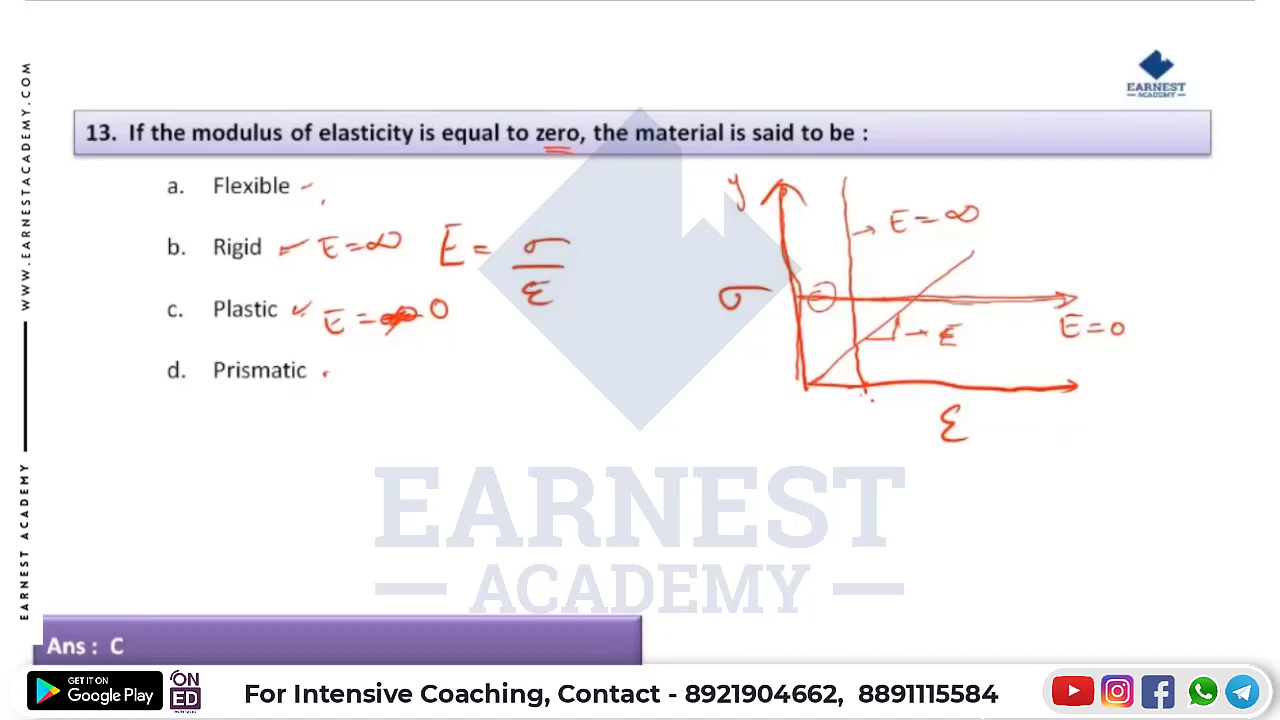 EARNEST
ACADEMY
WWW.EARNESTACADEMY.COM
EARNEST ACADEMY
13. If the modulus of elasticity is equal to zero, the material is said to be :
a. Flexible
b. Rigid E = ∞
c. Plastic E = 0
d. Prismatic
E = σ/ε
y
σ
E = ∞
E = 0
E
ε
EARNEST
ACADEMY
Ans : C
GET IT ON
Google Play
ON
ED
For Intensive Coaching, Contact - 8921904662, 8891115584